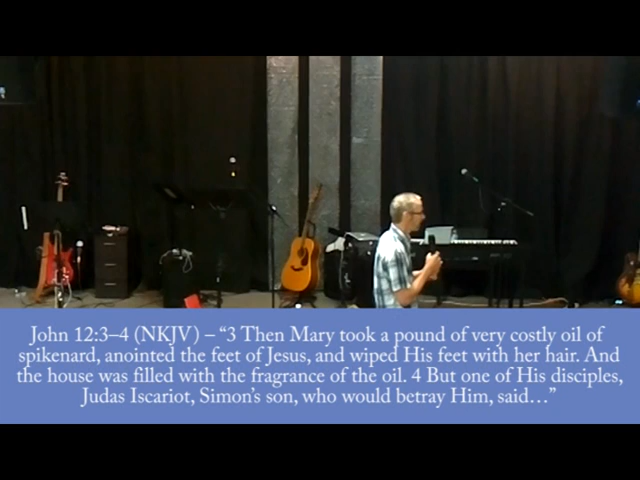 John 12:3–4 (NKJV) – “3 Then Mary took a pound of very costly oil of
spikenard, anointed the feet of Jesus, and wiped His feet with her hair. And
the house was filled with the fragrance of the oil. 4 But one of His disciples,
Judas Iscariot, Simon’s son, who would betray Him, said…”